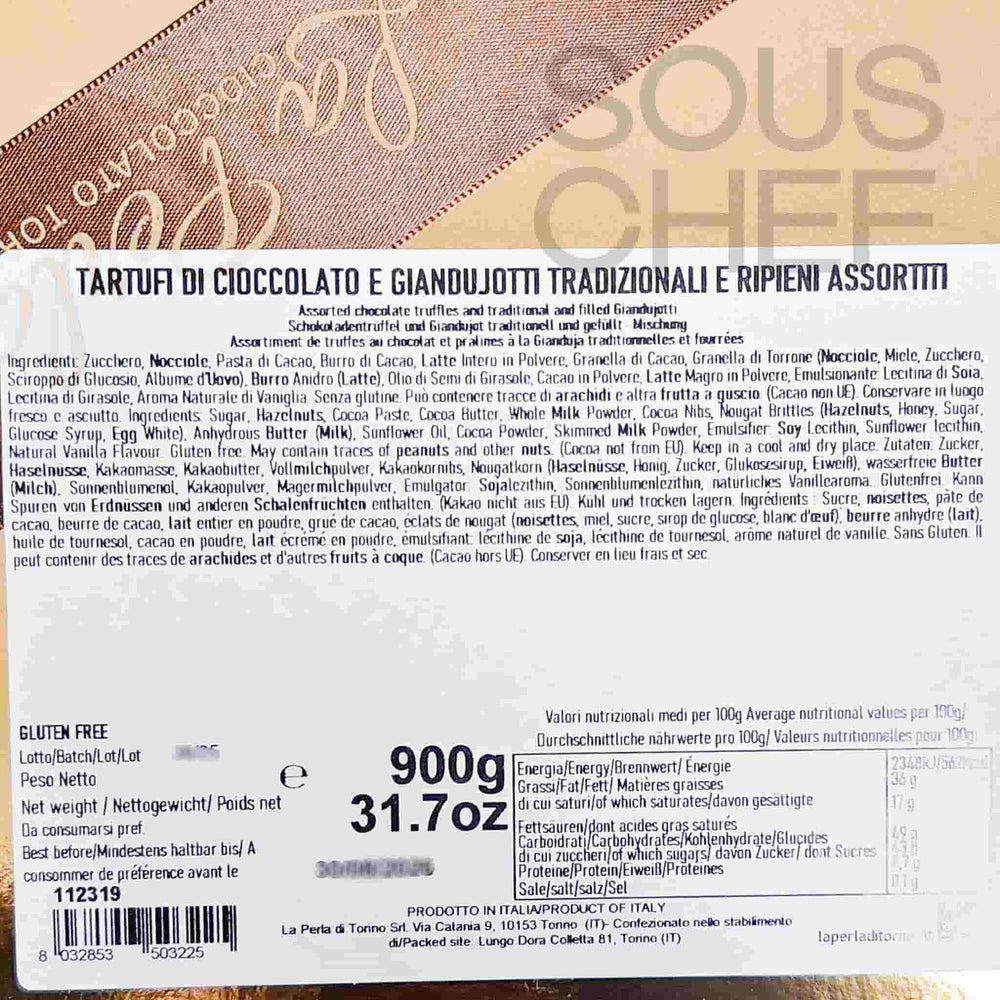 SOUS
CHEF
La
CIOCCOLATO
TARTUFI DI CIOCCOLATO E GIANDUJOTTI TRADIZIONALI E RIPIENI ASSORTITI
Assorted chocolate truffles and traditional and filled Giandujotti
Schokoladentrüffel und Giandujot traditionell und gefüllt - Mischung
Assortiment de truffes au chocolat et pralines à la Gianduja traditionnelles et fourrées
Ingredienti: Zucchero, Nocciole, Pasta di Cacao, Burro di Cacao, Latte Intero in Polvere, Granella di Cacao, Granella di Torrone (Nocciole, Miele, Zucchero,
Sciroppo di Glucosio, Albume d'Uovo), Burro Anidro (Latte), Olio di Semi di Girasole, Cacao in Polvere, Latte Magro in Polvere, Emulsionante: Lecitina di Soia,
Lecitina di Girasole, Aroma Naturale di Vaniglia. Senza glutine. Può contenere tracce di arachidi e altra frutta a guscio. (Cacao non UE). Conservare in luogo
fresco e asciutto. Ingredients: Sugar, Hazelnuts, Cocoa Paste, Cocoa Butter, Whole Milk Powder, Cocoa Nibs, Nougat Brittles (Hazelnuts, Honey, Sugar,
Glucose Syrup, Egg White), Anhydrous Butter (Milk), Sunflower Oil, Cocoa Powder, Skimmed Milk Powder, Emulsifier: Soy Lecithin, Sunflower lecithin,
Natural Vanilla Flavour. Gluten free. May contain traces of peanuts and other nuts. (Cocoa not from EU). Keep in a cool and dry place. Zutaten: Zucker,
Haselnüsse, Kakaomasse, Kakaobutter, Vollmilchpulver, Kakaokornibs, Nougatkorn (Haselnüsse, Honig, Zucker, Glukosesirup, Eiweiß), wasserfreie Butter
(Milch), Sonnenblumenöl, Kakaopulver, Magermilchpulver, Emulgator: Sojalezithin, Sonnenblumenlezithin, natürliches Vanillearoma. Glutenfrei. Kann
Spuren von Erdnüssen und anderen Schalenfrüchten enthalten. (Kakao nicht aus EU). Kühl und trocken lagern. Ingrédients : Sucre, noisettes, pâte de
cacao, beurre de cacao, lait entier en poudre, grué de cacao, éclats de nougat (noisettes, miel, sucre, sirop de glucose, blanc d'œuf), beurre anhydre (lait),
huile de tournesol, cacao en poudre, lait écrémé en poudre, émulsifiant: lécithine de soja, lécithine de tournesol, arôme naturel de vanille. Sans Gluten. Il
peut contenir des traces de arachides et d'autres fruits à coque. (Cacao hors UE). Conserver en lieu frais et sec.
GLUTEN FREE
Lotto/Batch/Lot/Lot
Peso Netto
Net weight / Nettogewicht/ Poids net
Da consumarsi pref.
Best before/Mindestens haltbar bis/ A
consommer de préférence avant le
112319
8 032853 503225
e
900g
31.7oz
Valori nutrizionali medi per 100g Average nutritional values per 100g/
Durchschnittliche nährwerte pro 100g/ Valeurs nutritionnelles pour 100g
Energia/Energy/Brennwert/ Énergie
Grassi/Fat/Fett/ Matières graisses 36 g
di cui saturi/of which saturates/davon gesättigte 17 g
Fettsäuren/dont acides gras saturés
Carboidrati/Carbohydrates/Kohlenhydrate/Glucides
di cui zuccheri/of which sugars/ davon Zucker/ dont Sucres
Proteine/Protein/Eiweiß/Protéines
Sale/salt/salz/Sel
PRODOTTO IN ITALIA/PRODUCT OF ITALY
La Perla di Torino Srl. Via Catania 9, 10153 Torino (IT)- Confezionato nello stabilimento
di/Packed site: Lungo Dora Colletta 81, Torino (IT)